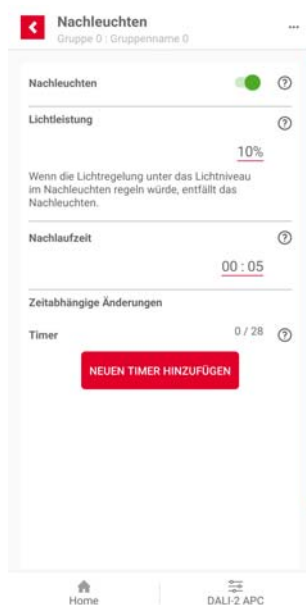 Nachleuchten
Gruppe 0 : Gruppenname 0
Nachleuchten
Lichtleistung
10%
Wenn die Lichtregelung unter das Lichtniveau
im Nachleuchten regeln würde, entfällt das
Nachleuchten.
Nachlaufzeit
00 : 05
Zeitabhängige Änderungen
Timer 0 / 28
NEUEN TIMER HINZUFÜGEN
Home DALI-2 APC